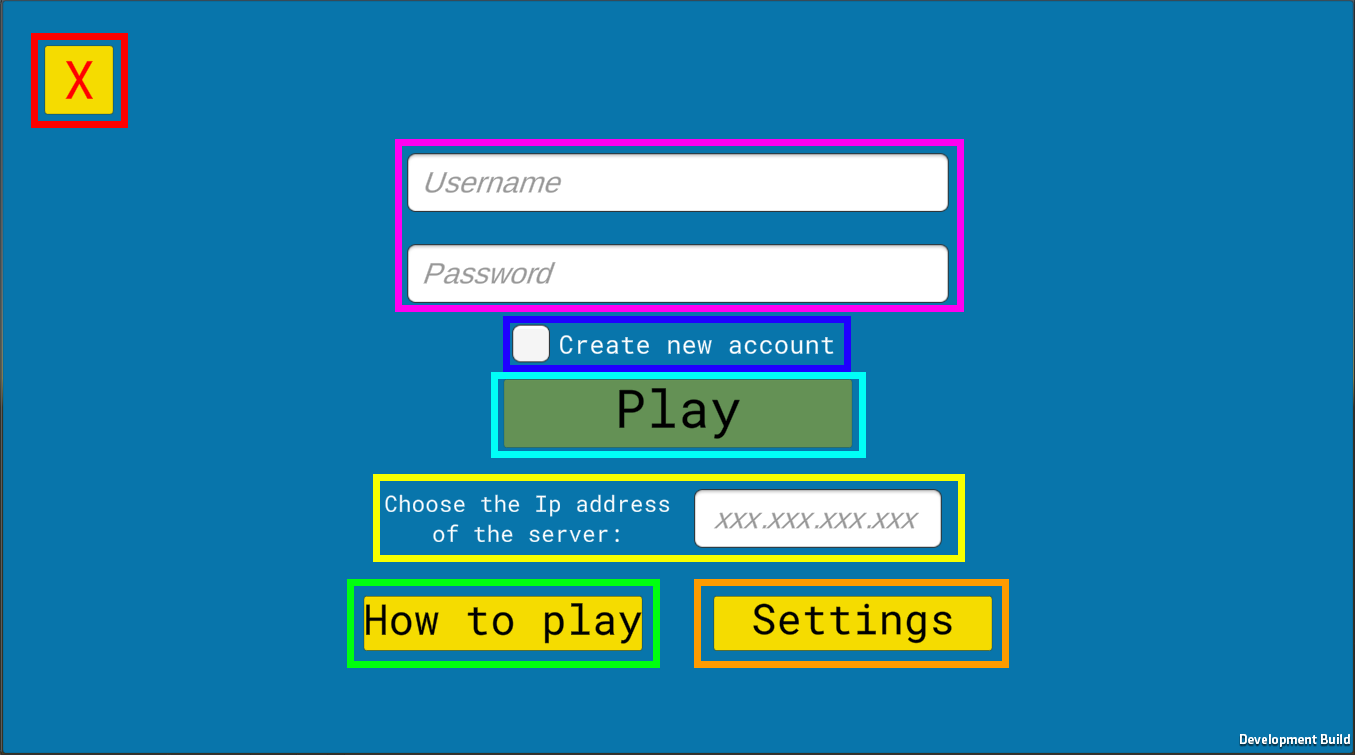 X
Username
Password
Create new account
Play
Choose the Ip address
of the server:
xxx.xxx.xxx.xxx
How to play
Settings
Development Build